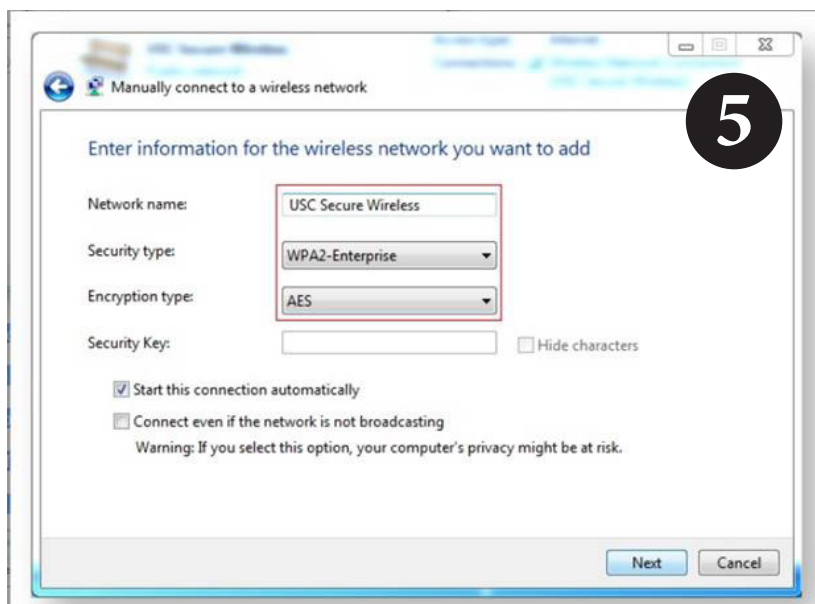 USC Secure Wireless
Manually connect to a wireless network
5
Enter information for the wireless network you want to add
Network name: USC Secure Wireless
Security type: WPA2-Enterprise
Encryption type: AES
Security Key:
Hide characters
Start this connection automatically
Connect even if the network is not broadcasting
Warning: If you select this option, your computer's privacy might be at risk.
Next Cancel